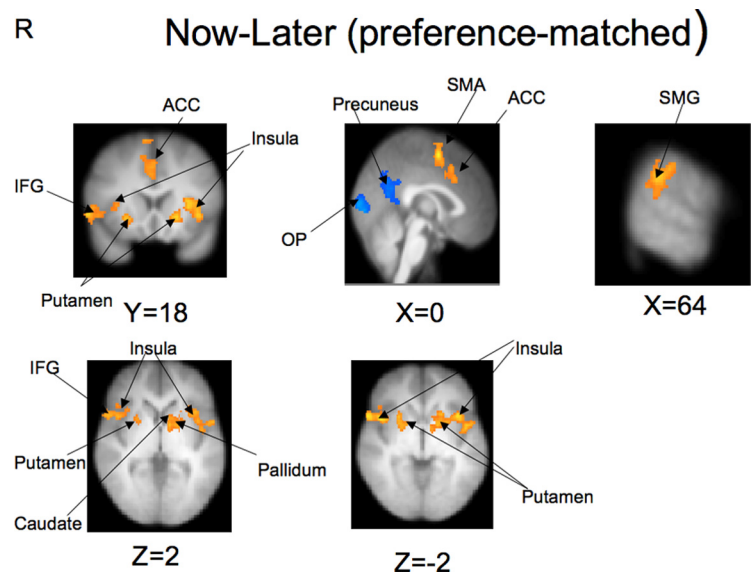 R
Now-Later (preference-matched)
ACC
Insula
IFG
Putamen
Y=18
Precuneus
SMA
ACC
OP
X=0
SMG
X=64
Insula
IFG
Putamen
Pallidum
Caudate
Z=2
Insula
Putamen
Z=-2